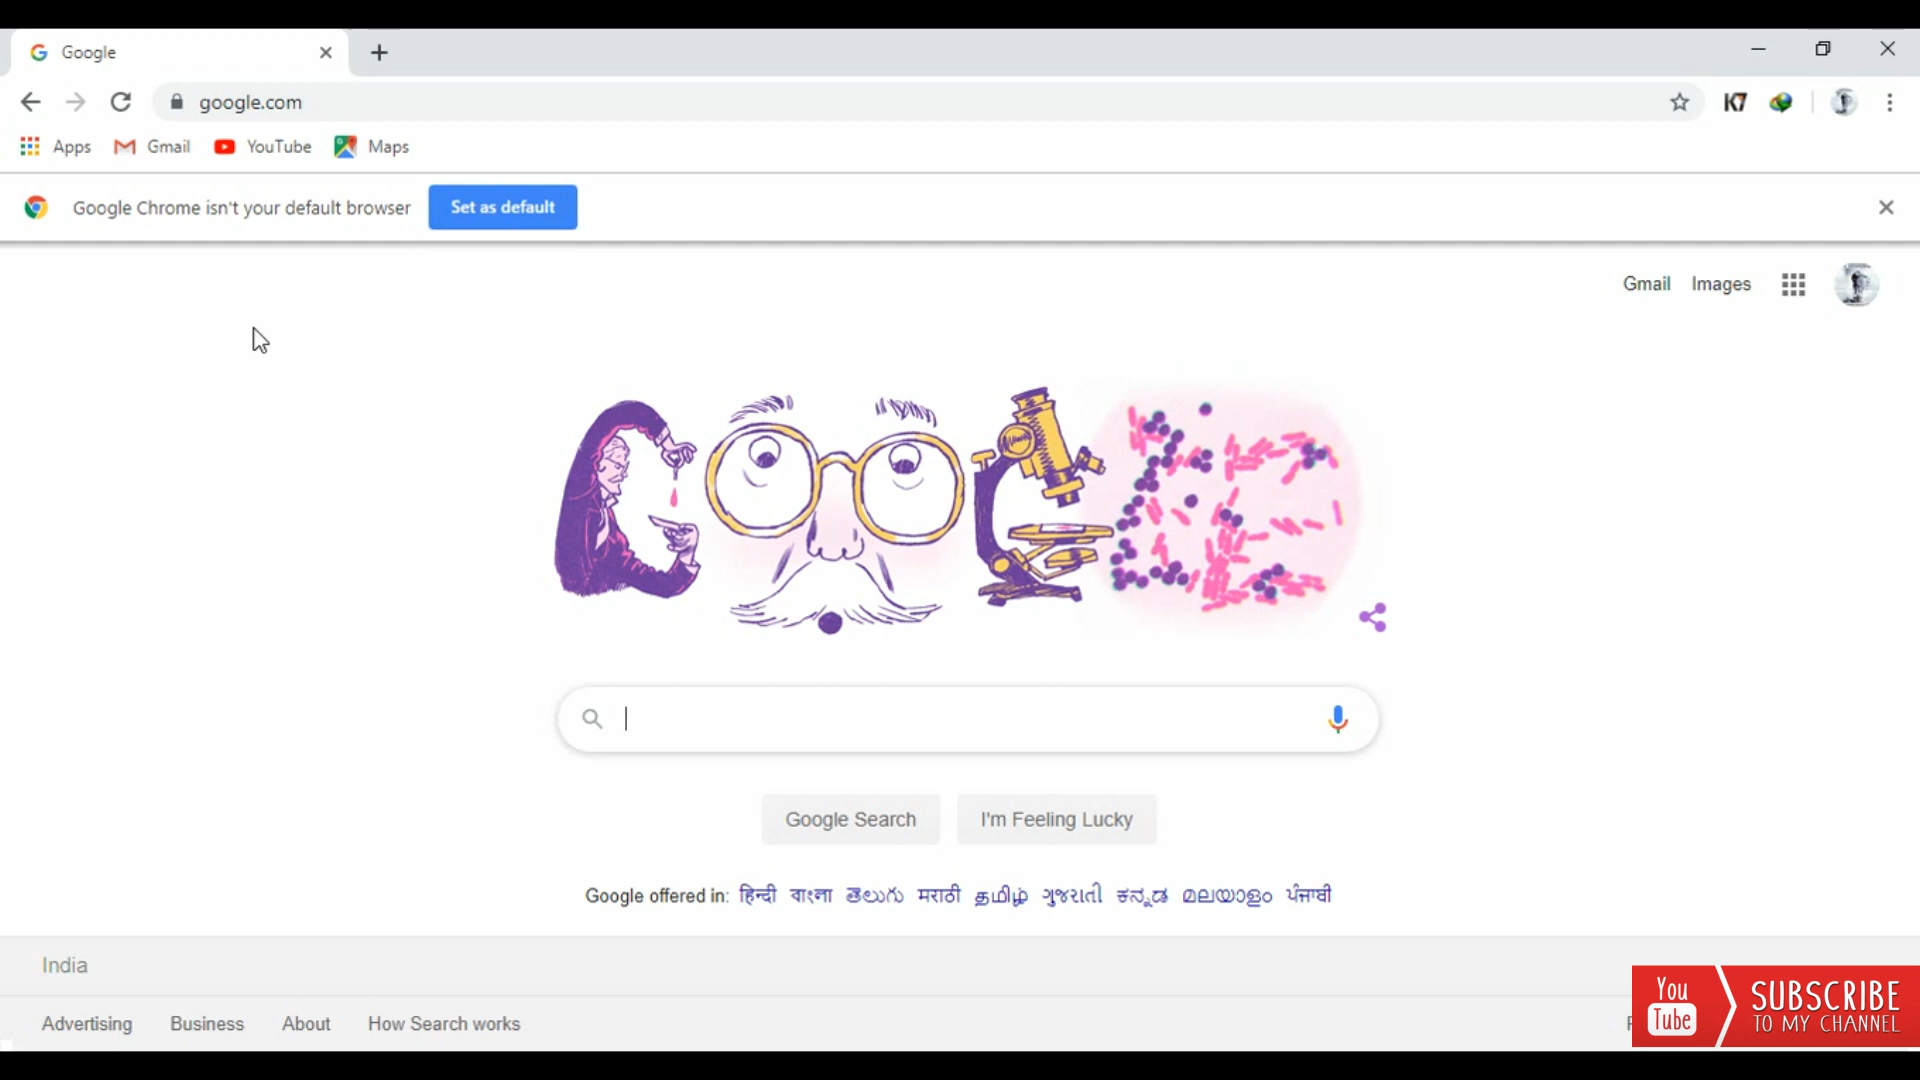 Google
google.com
K7
Apps Gmail YouTube Maps
Google Chrome isn't your default browser Set as default
Gmail Images
Google Search I'm Feeling Lucky
Google offered in: हिन्दी বাংলা తెలుగు मराठी தமிழ் ગુજરાતી ಕನ್ನಡ മലയാളം ਪੰਜਾਬੀ
India
Advertising Business About How Search works
You Tube SUBSCRIBE
TO MY CHANNEL